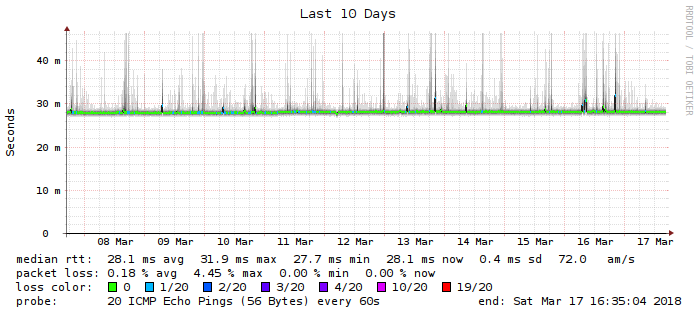 Last 10 Days
RRDTOOL / TOBI OETIKER
Seconds
40 m
30 m
20 m
10 m
0
08 Mar 09 Mar 10 Mar 11 Mar 12 Mar 13 Mar 14 Mar 15 Mar 16 Mar 17 Mar
median rtt: 28.1 ms avg 31.9 ms max 27.7 ms min 28.1 ms now 0.4 ms sd 72.0 am/s
packet loss: 0.18 % avg 4.45 % max 0.00 % min 0.00 % now
loss color: 0 1/20 2/20 3/20 4/20 10/20 19/20
probe: 20 ICMP Echo Pings (56 Bytes) every 60s end: Sat Mar 17 16:35:04 2018